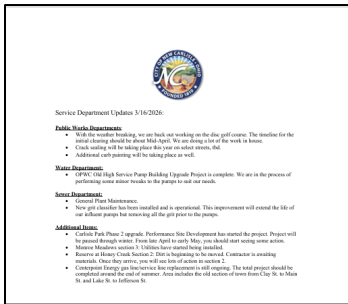 CITY OF NEW CARLISLE, OHIO
NC
FOUNDED 1810
Service Department Updates 3/16/2026:
Public Works Departments:
• With the weather breaking, we are back out working on the disc golf course. The timeline for the
initial clearing should be about Mid-April. We are doing a lot of the work in house.
• Crack sealing will be taking place this year on select streets, tbd.
• Additional curb painting will be taking place as well.
Water Department:
• OPWC Old High Service Pump Building Upgrade Project is complete. We are in the process of
performing some minor tweaks to the pumps to suit our needs.
Sewer Department:
• General Plant Maintenance.
• New grit classifier has been installed and is operational. This improvement will extend the life of
our influent pumps but removing all the grit prior to the pumps.
Additional Items:
• Carlisle Park Phase 2 upgrade. Performance Site Development has started the project. Project will
be paused through winter. From late April to early May, you should start seeing some action.
• Monroe Meadows section 3: Utilities have started being installed.
• Reserve at Honey Creek Section 2: Dirt is beginning to be moved. Contractor is awaiting
materials. Once they arrive, you will see lots of action in section 2.
• Centerpoint Energy gas line/service line replacement is still ongoing. The total project should be
completed around the end of summer. Area includes the old section of town from Clay St. to Main
St. and Lake St. to Jefferson St.